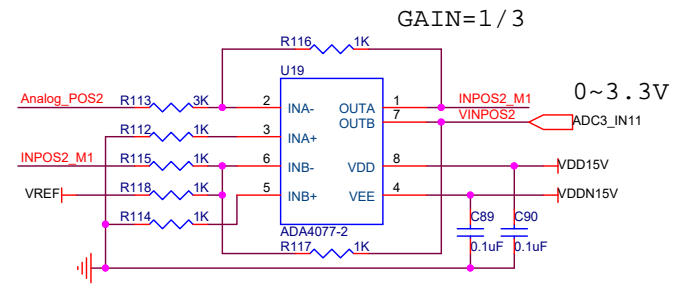 GAIN=1/3
R116 1K
U19
Analog_POS2 R113 3K 2 INA- OUTA 1 INPOS2_M1 0~3.3V
OUTB 7 VINPOS2 ADC3_IN11
R112 1K 3 INA+
INPOS2_M1 R115 1K 6 INB- VDD 8 VDD15V
VREF R118 1K 5 INB+ VEE 4 VDDN15V
R114 1K
C89 C90
ADA4077-2
R117 1K 0.1uF 0.1uF